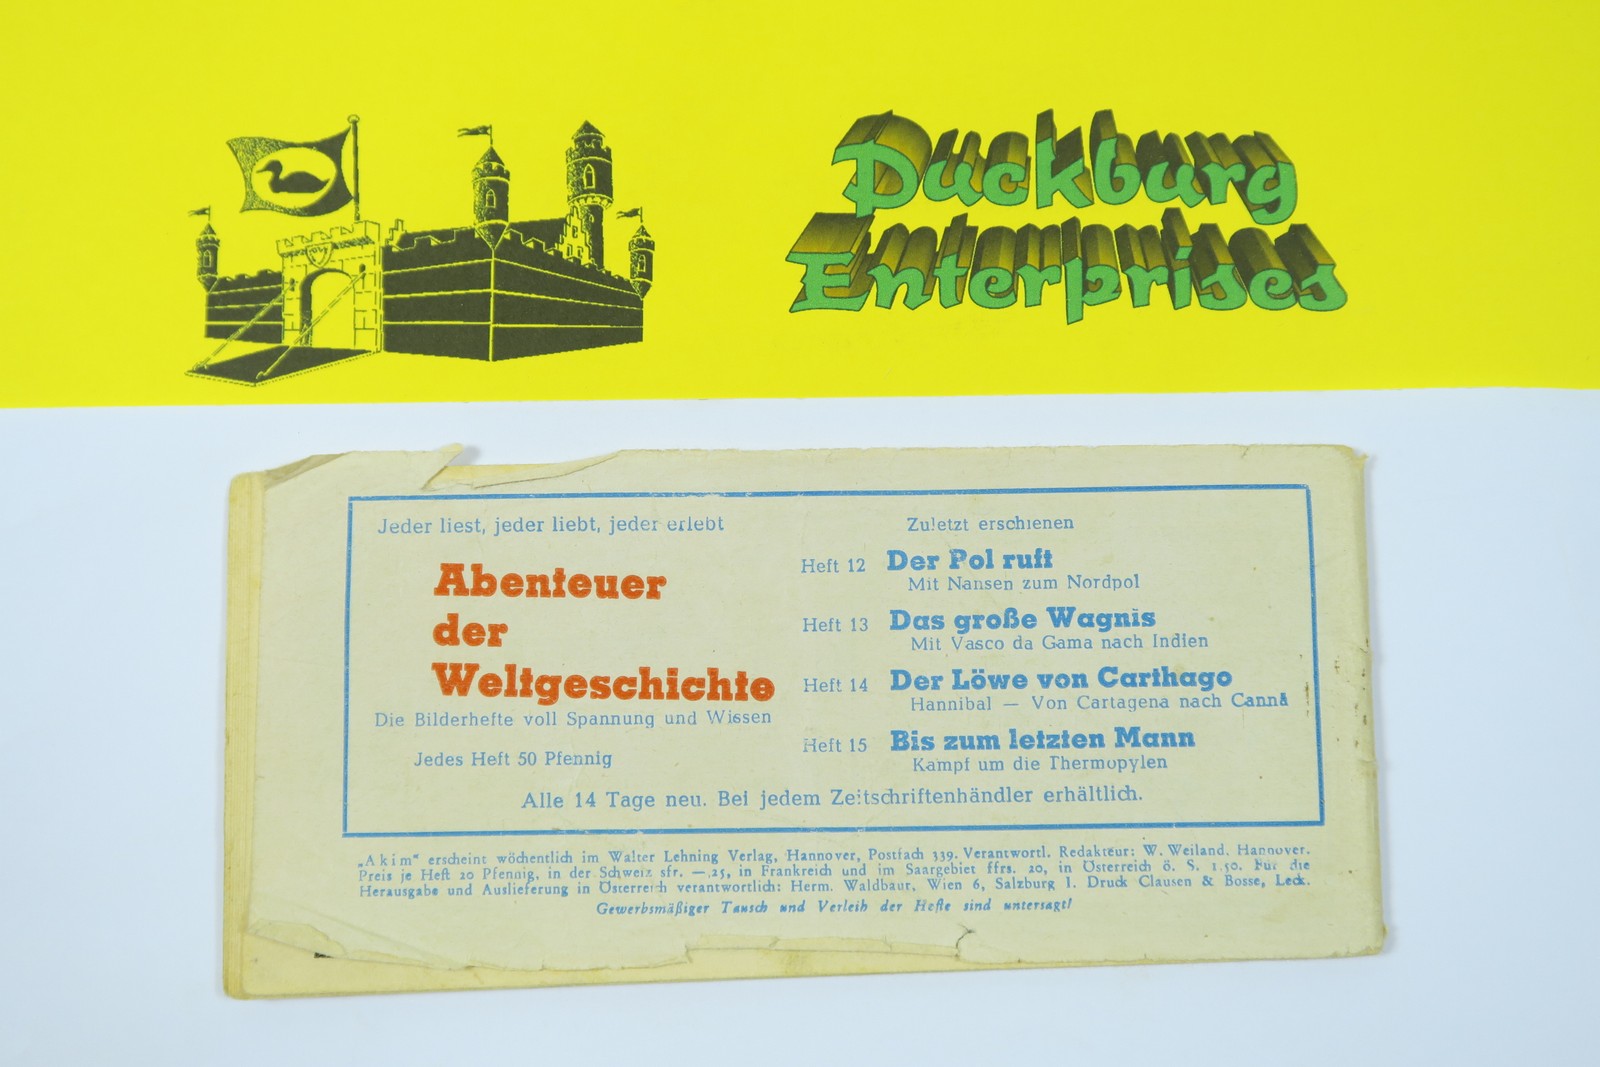 Duckburg
Enterprises
Jeder liest, jeder liebt, jeder erlebt
Abenteuer
der
Weltgeschichte
Die Bilderhefte voll Spannung und Wissen
Jedes Heft 50 Pfennig
Zuletzt erschienen
Heft 12 Der Pol ruft
Mit Nansen zum Nordpol
Heft 13 Das große Wagnis
Mit Vasco da Gama nach Indien
Heft 14 Der Löwe von Carthago
Hannibal — Von Cartagena nach Cannä
Heft 15 Bis zum letzten Mann
Kampf um die Thermopylen
Alle 14 Tage neu. Bei jedem Zeitschriftenhändler erhältlich.
„Akim“ erscheint wöchentlich im Walter Lehning Verlag, Hannover, Postfach 339. Verantwortl. Redakteur: W. Weiland, Hannover.
Preis je Heft 20 Pfennig, in der Schweiz sfr. —.25, in Frankreich und im Saargebiet ffrs. 20, in Österreich ö. S. 1.50. Für die
Herausgabe und Auslieferung in Österreich verantwortlich: Herm. Waldbaur, Wien 6, Salzburg 1. Druck Clausen & Bosse, Leck.
Gewerbsmäßiger Tausch und Verleih der Hefte sind untersagt!